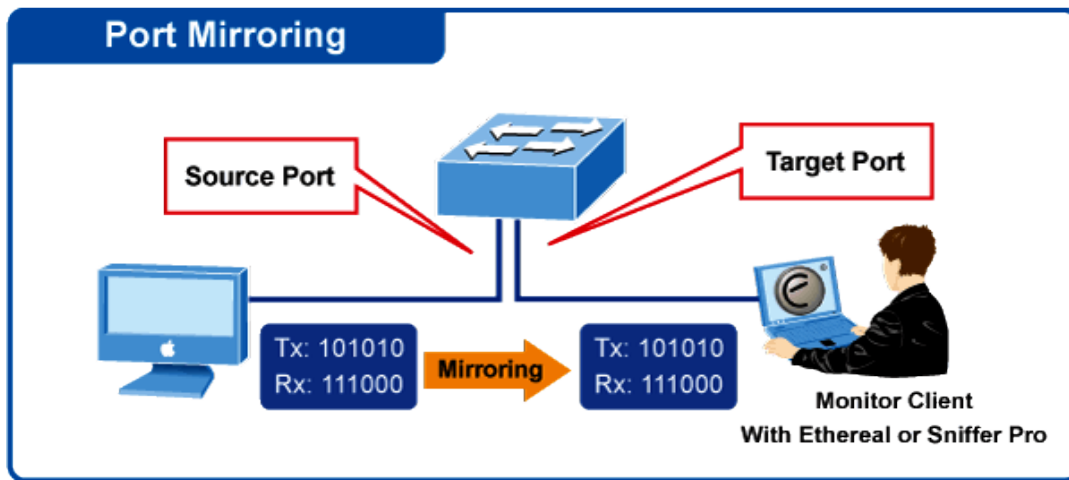 Port Mirroring
Source Port
Target Port
Tx: 101010
Rx: 111000
Mirroring
Tx: 101010
Rx: 111000
Monitor Client
With Ethereal or Sniffer Pro